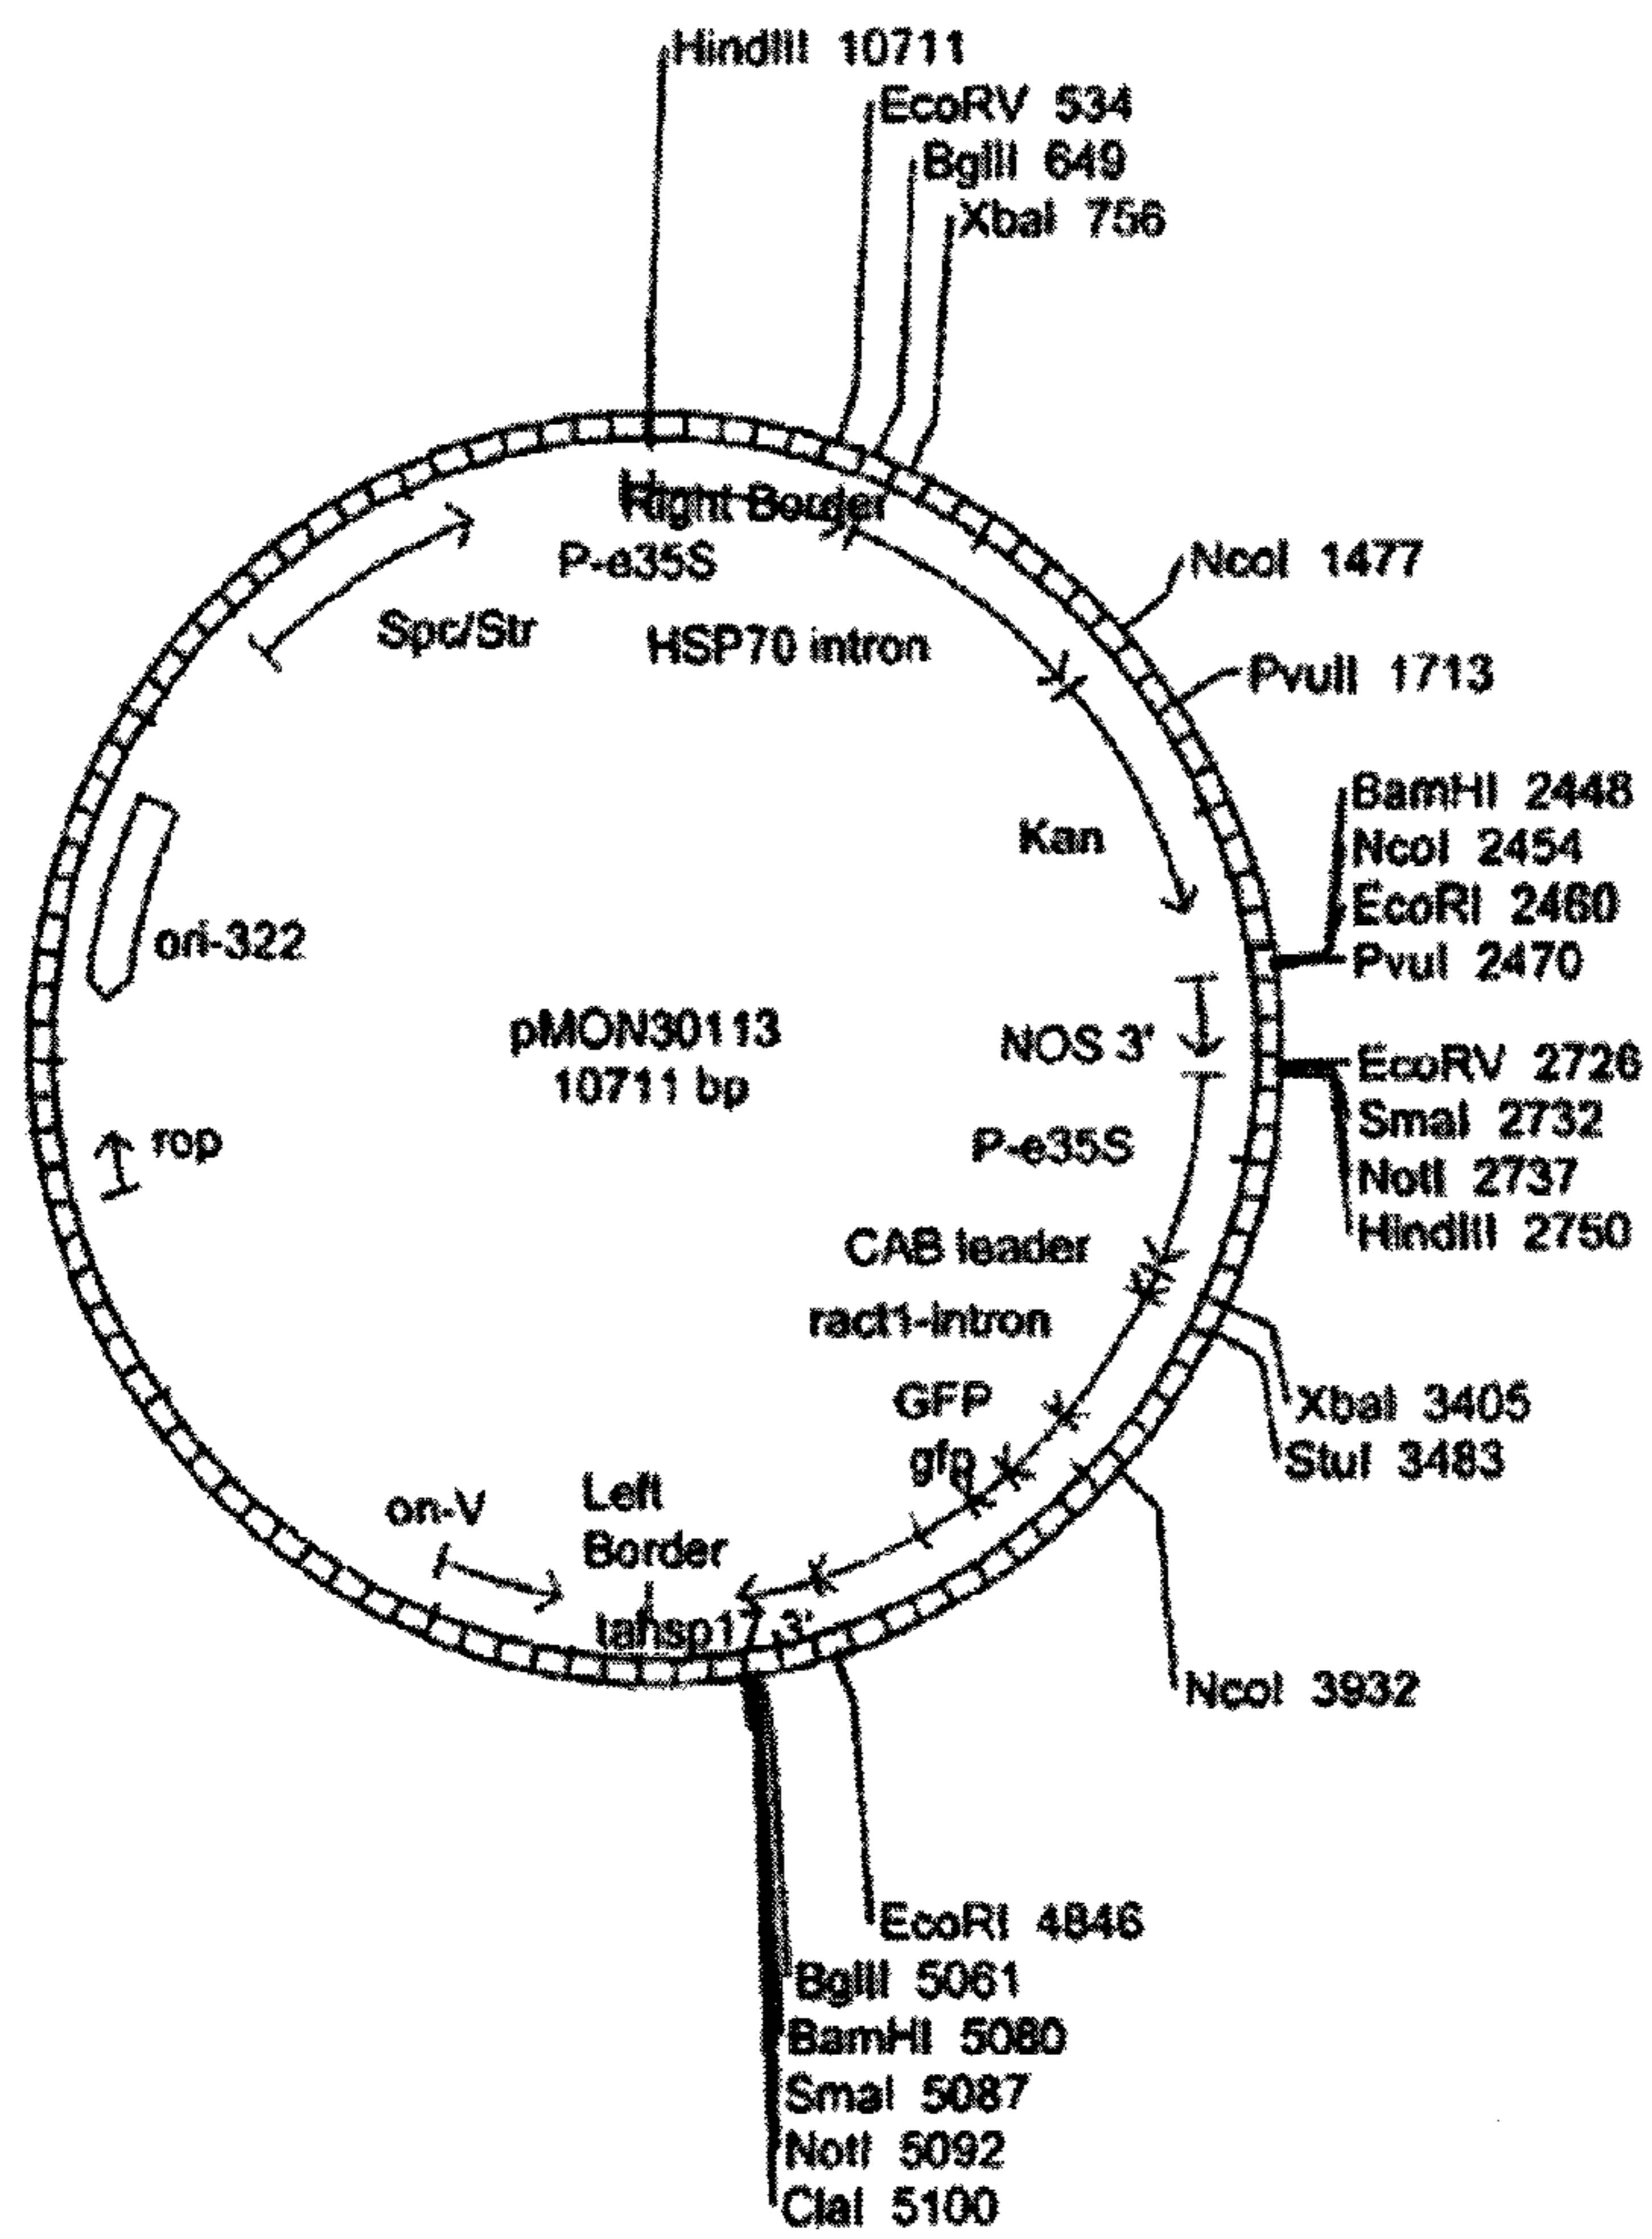 HindIII 10711
EcoRV 534
BglII 649
XbaI 756
Right Border
P-e35S
Spc/Str
HSP70 intron
NcoI 1477
PvuII 1713
Kan
BamHI 2448
NcoI 2454
EcoRI 2460
PvuI 2470
ori-322
pMON30113
10711 bp
NOS 3'
EcoRV 2726
SmaI 2732
NotI 2737
HindIII 2750
rop
P-e35S
CAB leader
ract1-intron
XbaI 3405
StuI 3483
GFP
gfp
ori-V
Left
Border
tahsp17 3'
NcoI 3932
EcoRI 4846
BglII 5061
BamHI 5080
SmaI 5087
NotI 5092
ClaI 5100